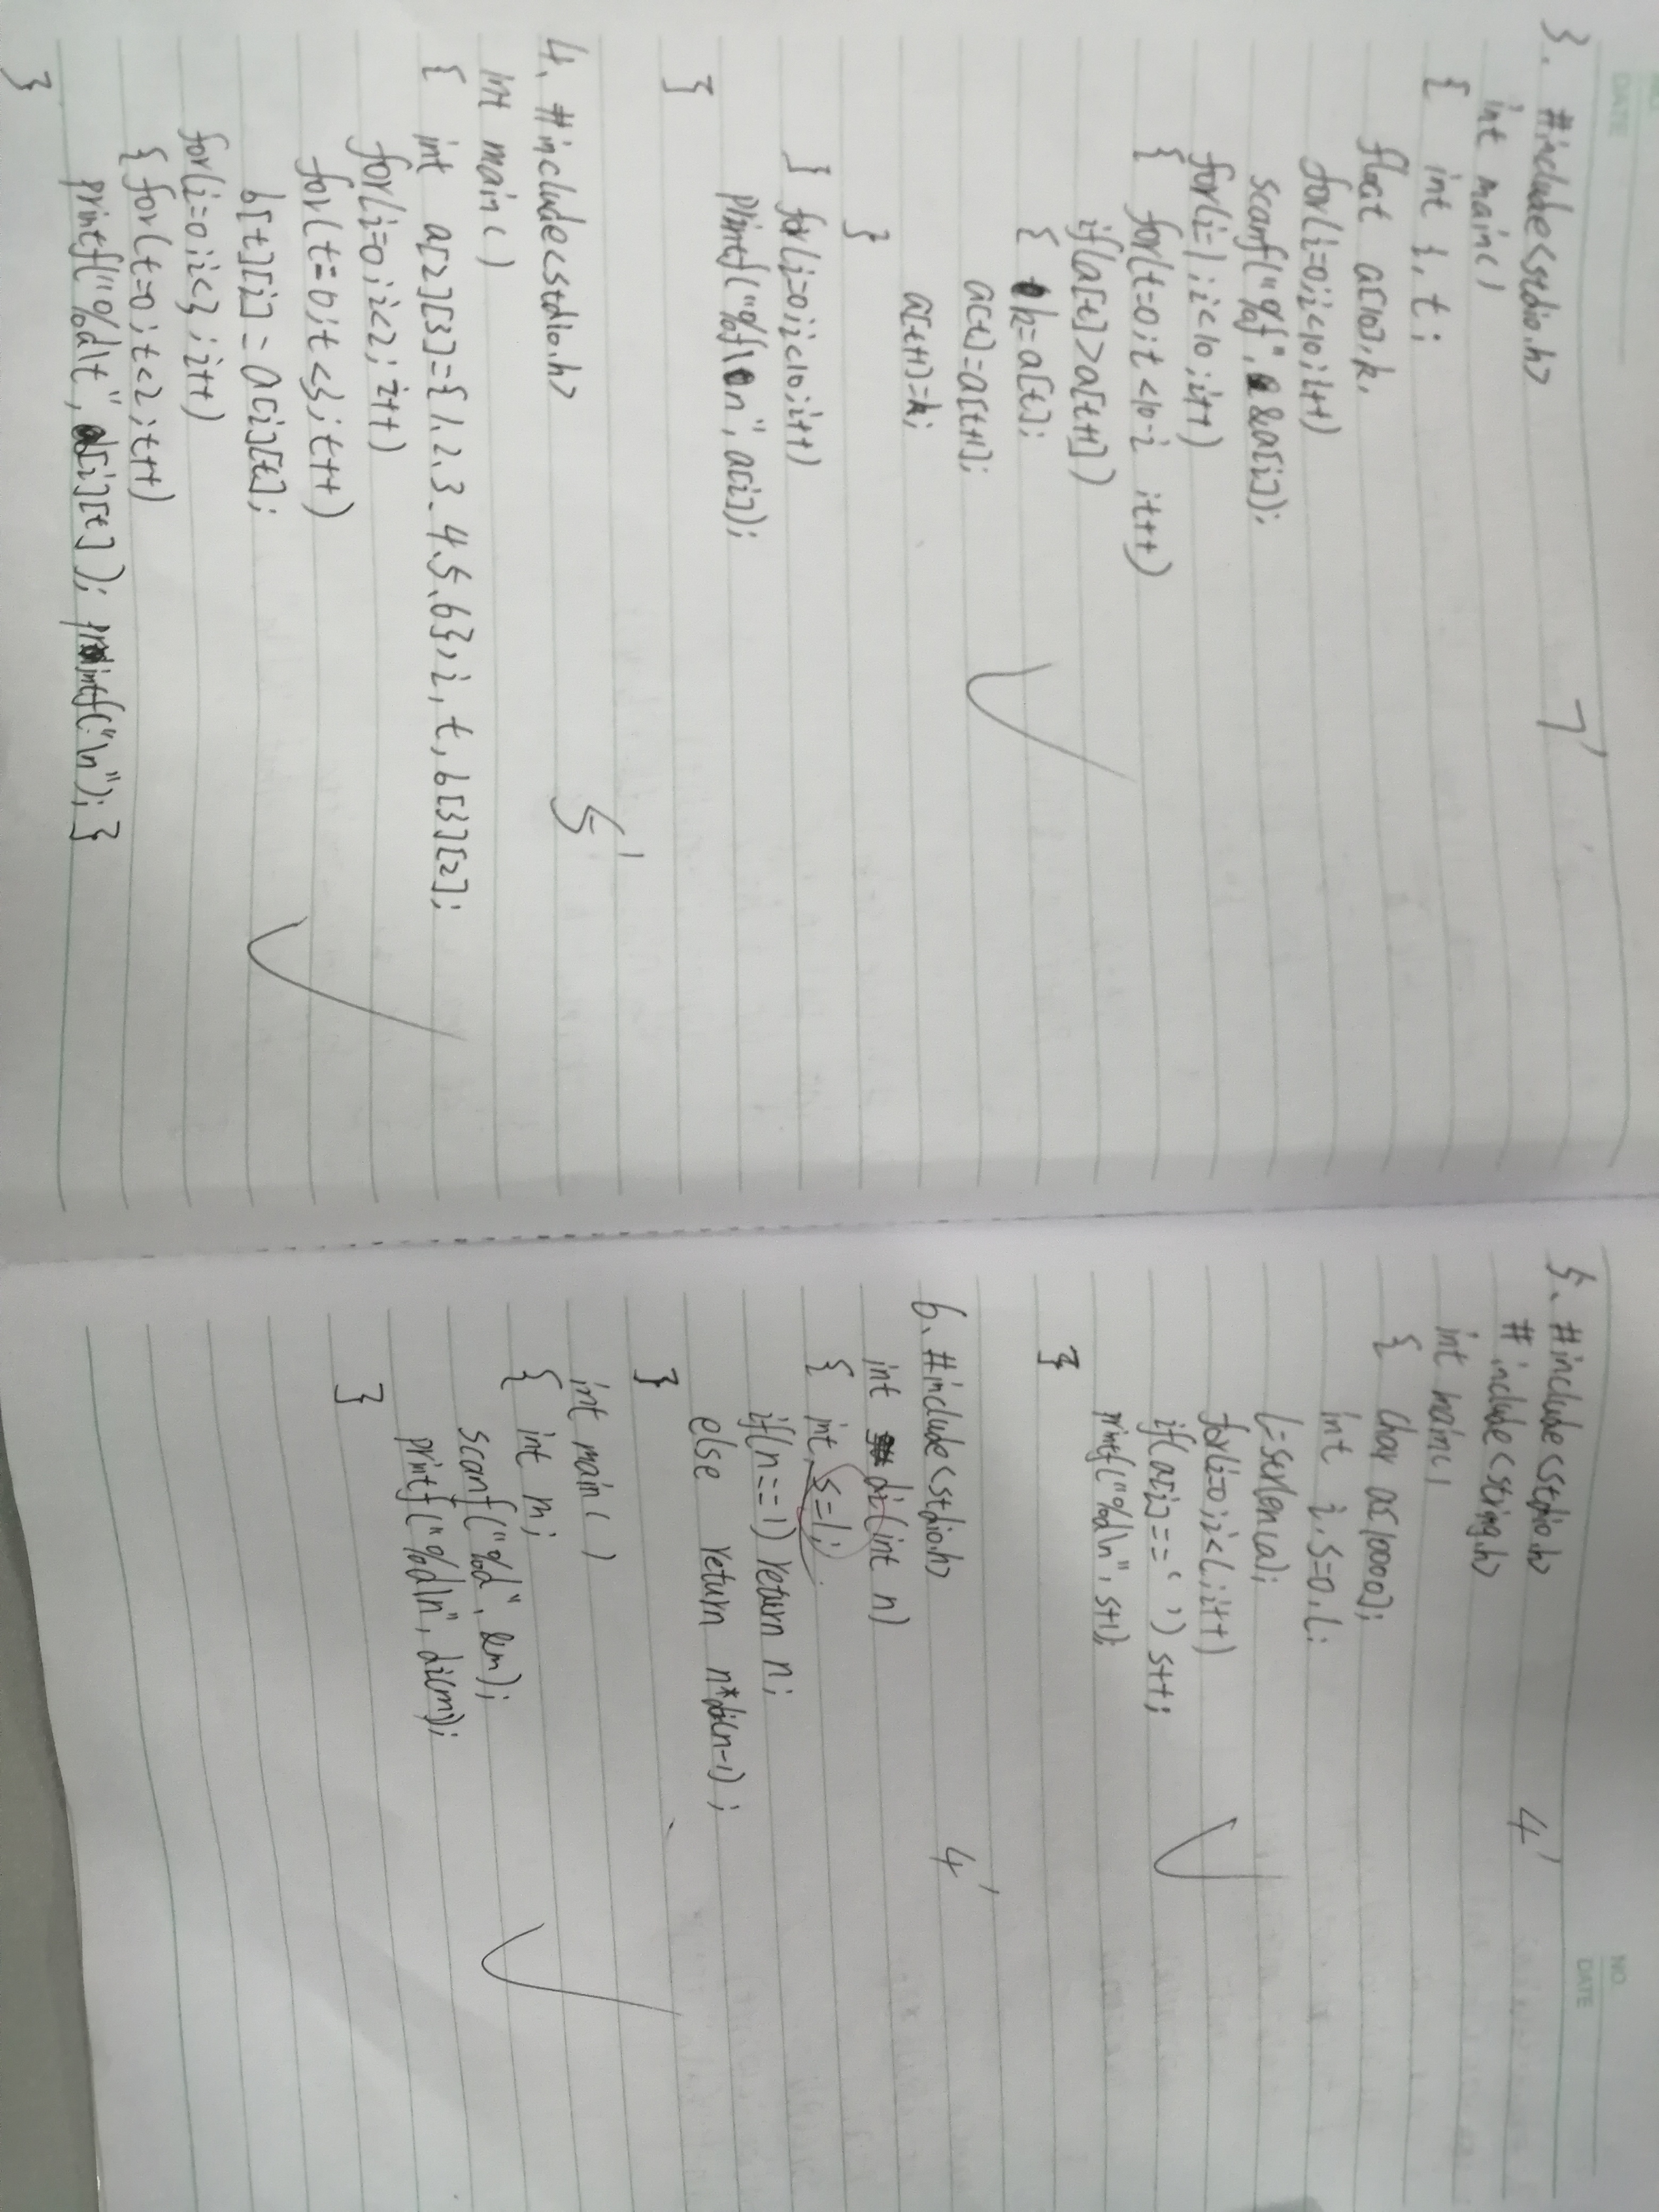 NO.
DATE
3. #include<stdio.h> 7'
int main()
{ int i, t;
float a[10], k,
for(i=0;i<10;i++)
scanf("%f", &a[i]);
for(i=1;i<10;i++)
{ for(t=0;t<10-i it++)
if(a[t]>a[t+1])
{ k=a[t];
a[t]=a[t+1];
a[t+1]=k;
}
} for(i=0;i<10;i++)
printf("%f\n", a[i]);
}
4. #include<stdio.h> 5'
int main()
{ int a[2][3]={1.2.3.4.5.6},i,t,b[3][2];
for(i=0;i<2;i++)
for(t=0;t<3;t++)
b[t][i]=a[i][t];
for(i=0;i<3;i++)
{ for(t=0;t<2;t++)
printf("%d\t", [i][t]); printf("\n"); }
}
NO.
DATE
5. #include<stdio.h> 4'
#include<string.h>
int main()
{ char a[10000];
int i,s=0,l;
l=strlen(a);
for(i=0;i<l;i++)
if(a[i]==' ') s++;
printf("%d\n",s+1);
}
6. #include<stdio.h> 4'
int di(int n)
{ int s=1;
if(n==1) return n;
else return n*di(n-1);
}
int main()
{ int m;
scanf("%d",&m);
printf("%d\n",di(m));
}